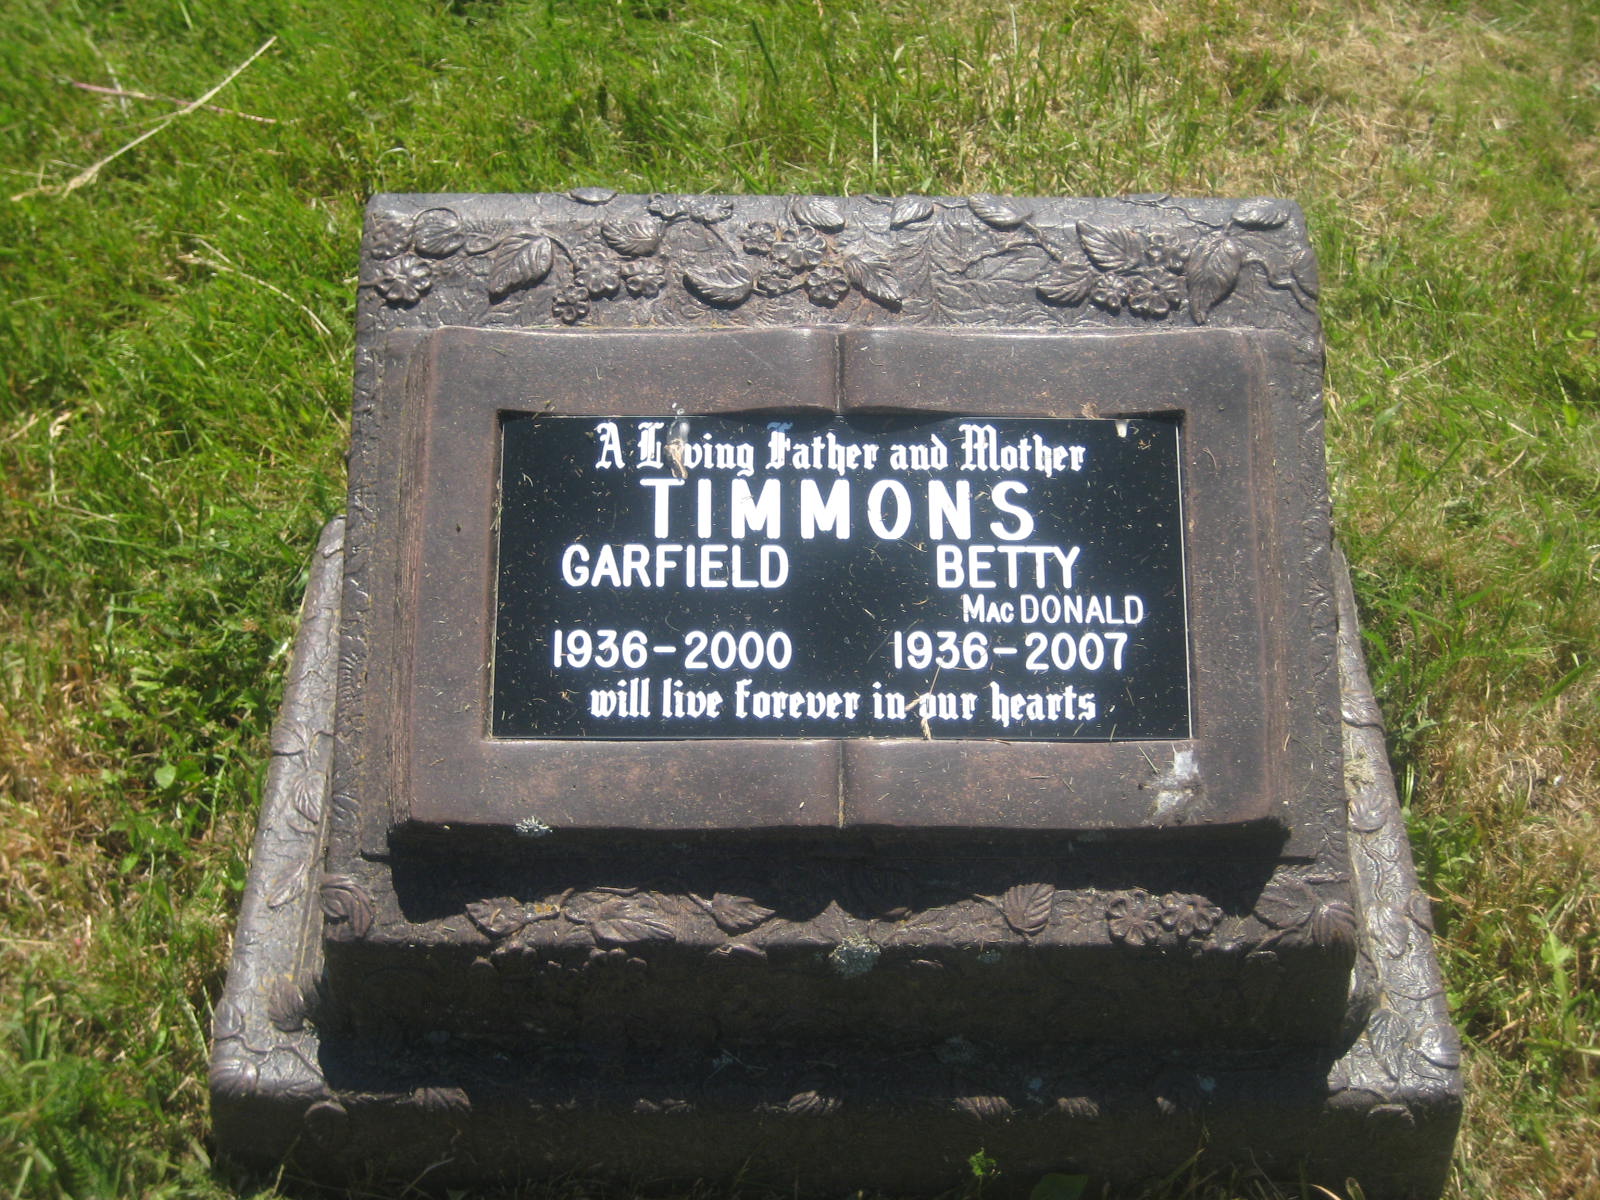 A Loving Father and Mother
TIMMONS
GARFIELD BETTY
MacDONALD
1936-2000 1936-2007
will live forever in our hearts